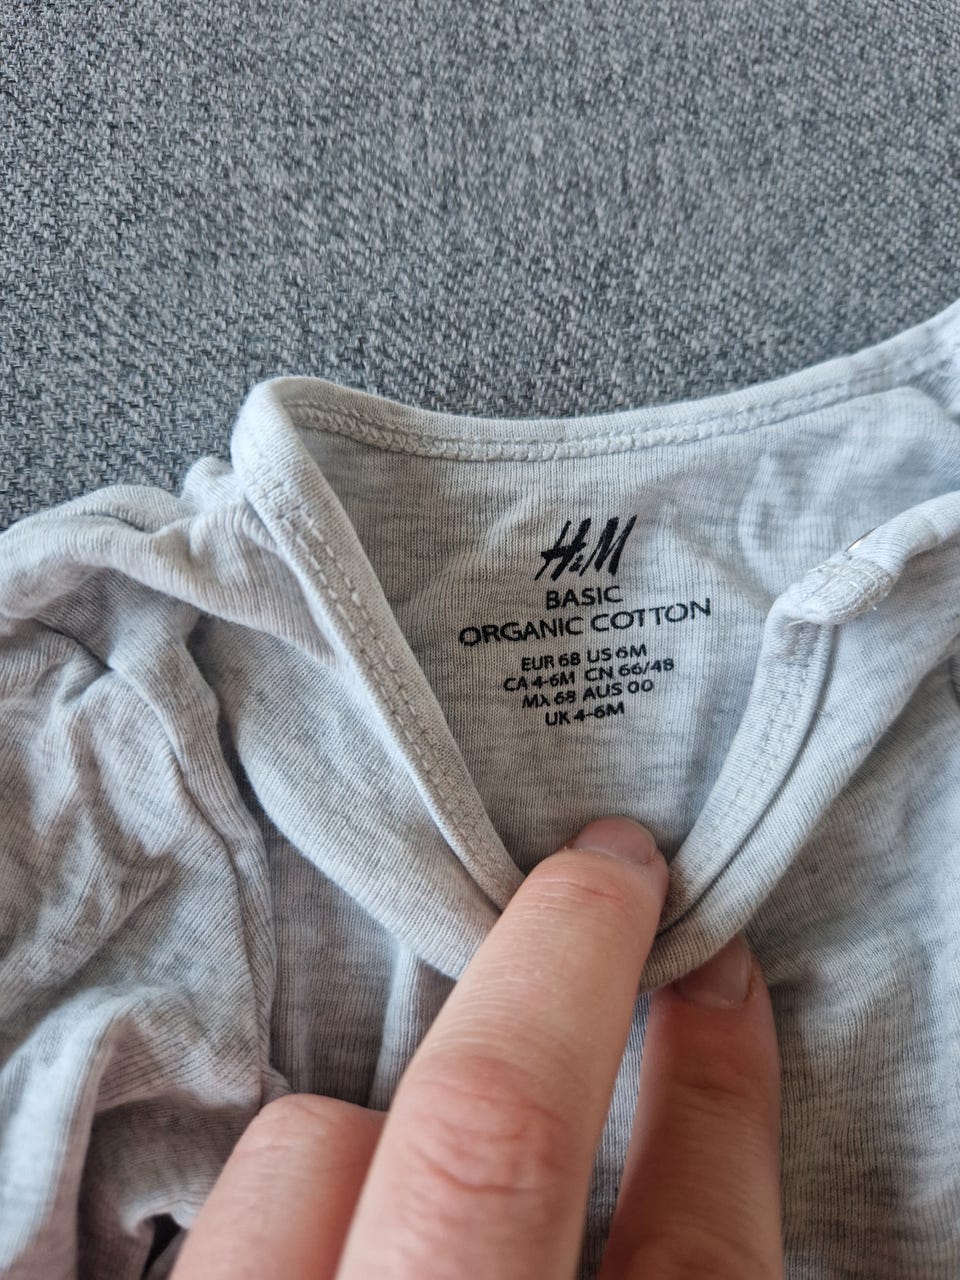 H&M
BASIC
ORGANIC COTTON
EUR 68 US 6M
CA 4-6M CN 66/48
MX 68 AUS 00
UK 4-6M